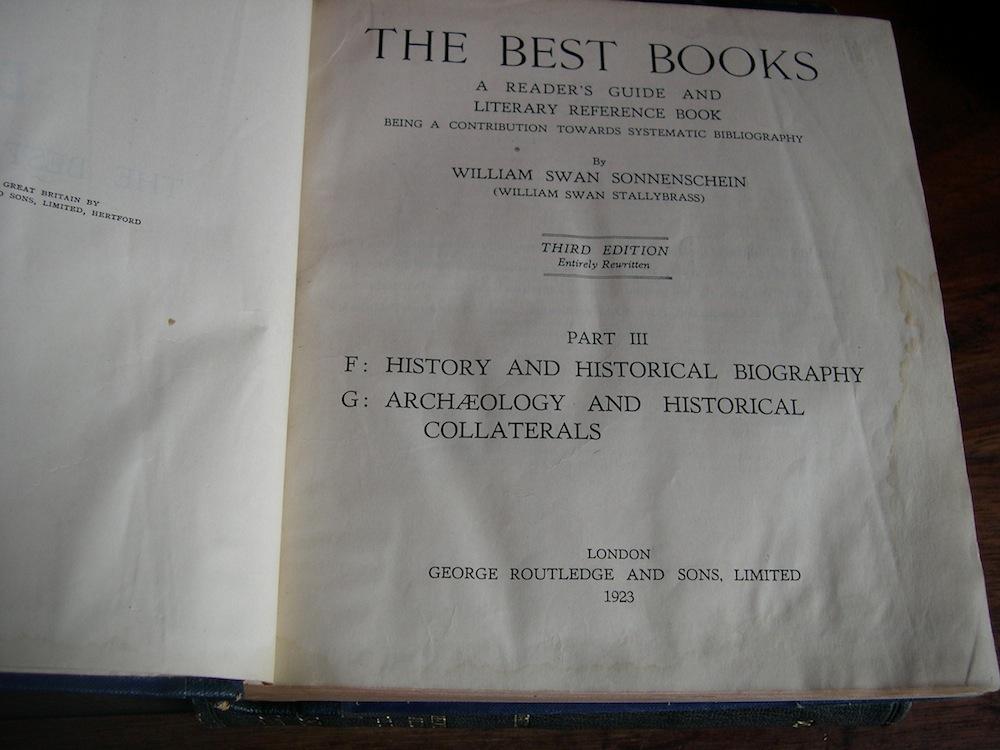 GREAT BRITAIN BY
SONS, LIMITED, HERTFORD
THE BEST BOOKS
A READER'S GUIDE AND
LITERARY REFERENCE BOOK
BEING A CONTRIBUTION TOWARDS SYSTEMATIC BIBLIOGRAPHY
By
WILLIAM SWAN SONNENSCHEIN
(WILLIAM SWAN STALLYBRASS)
THIRD EDITION
Entirely Rewritten
PART III
F: HISTORY AND HISTORICAL BIOGRAPHY
G: ARCHÆOLOGY AND HISTORICAL
COLLATERALS
LONDON
GEORGE ROUTLEDGE AND SONS, LIMITED
1923